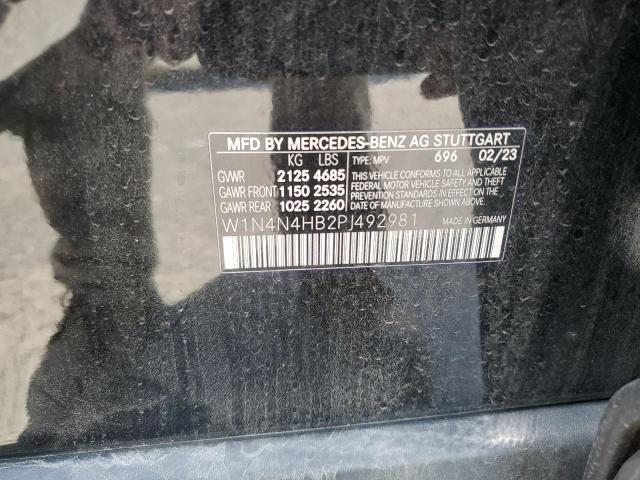 MFD BY MERCEDES-BENZ AG STUTTGART
KG LBS TYPE: MPV 696 02/23
GVWR 2125 4685
GAWR FRONT 1150 2535
GAWR REAR 1025 2260
THIS VEHICLE CONFORMS TO ALL APPLICABLE
FEDERAL MOTOR VEHICLE SAFETY AND THEFT
PREVENTION STANDARDS IN EFFECT ON THE DATE
OF MANUFACTURE SHOWN ABOVE.
W1N4N4HB2PJ492981 MADE IN GERMANY